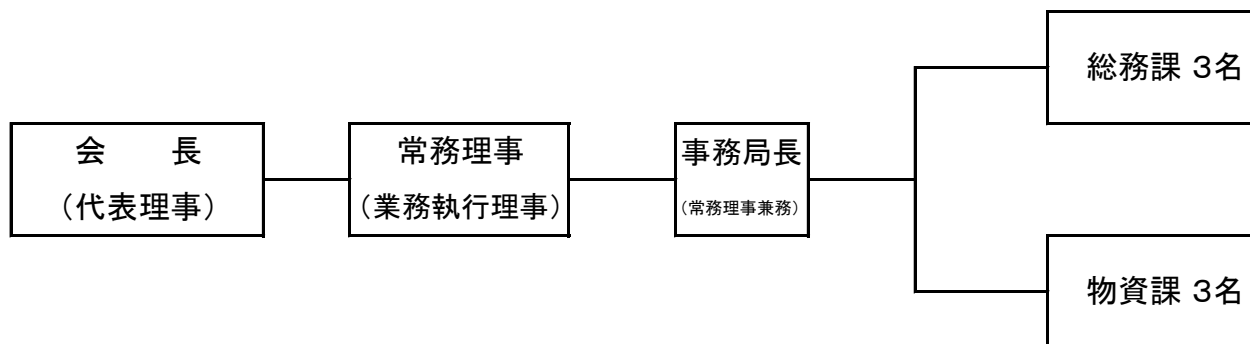 総務課 3名
会　　長
（代表理事）
常務理事
（業務執行理事）
事務局長
（常務理事兼務）
物資課 3名